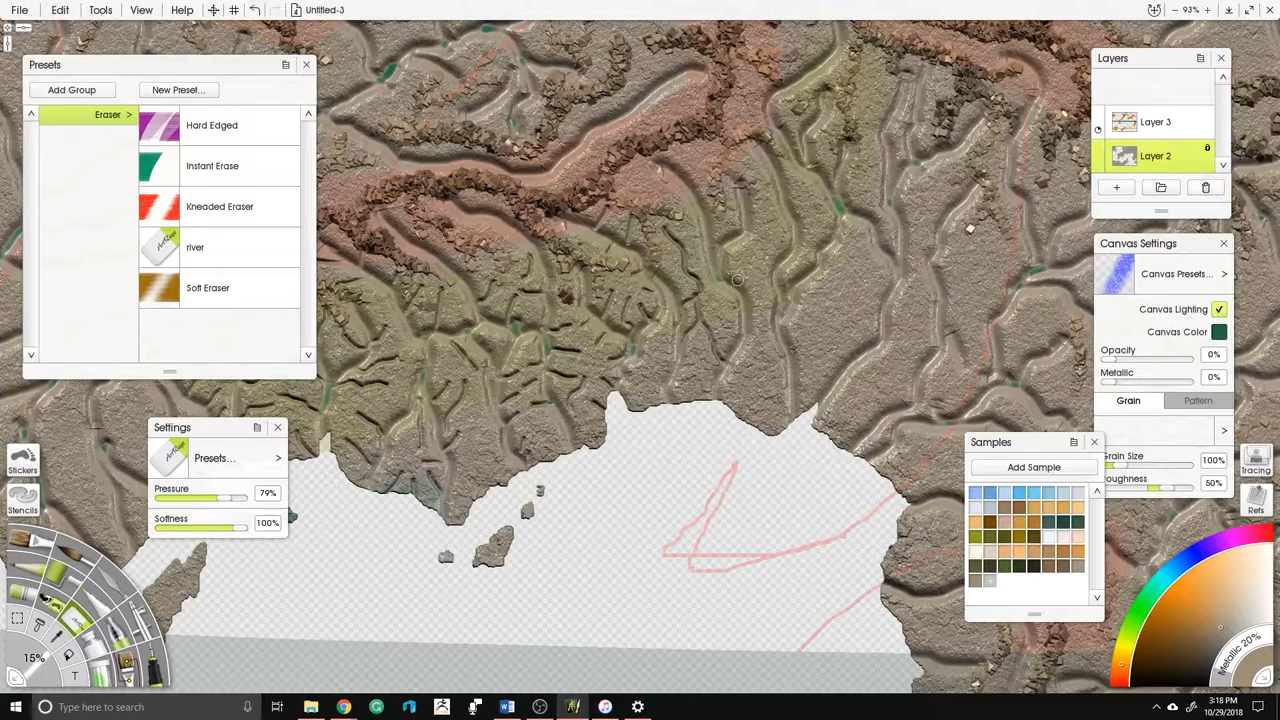 File Edit Tools View Help Untitled-3 93%
Presets
Add Group New Preset...
Eraser >
Hard Edged
Instant Erase
Kneaded Eraser
river
Soft Eraser
Settings
Presets... >
Pressure
79%
Softness
100%
Stickers
Stencils
15%
T
Layers
Layer 3
Layer 2
Canvas Settings
Canvas Presets... >
Canvas Lighting
Canvas Color
Opacity
0%
Metallic
0%
Grain Pattern
Grain Size
100%
Roughness
50%
Samples
Add Sample
Tracing
Refs
Metallic 20%
Type here to search
3:18 PM
10/29/2018